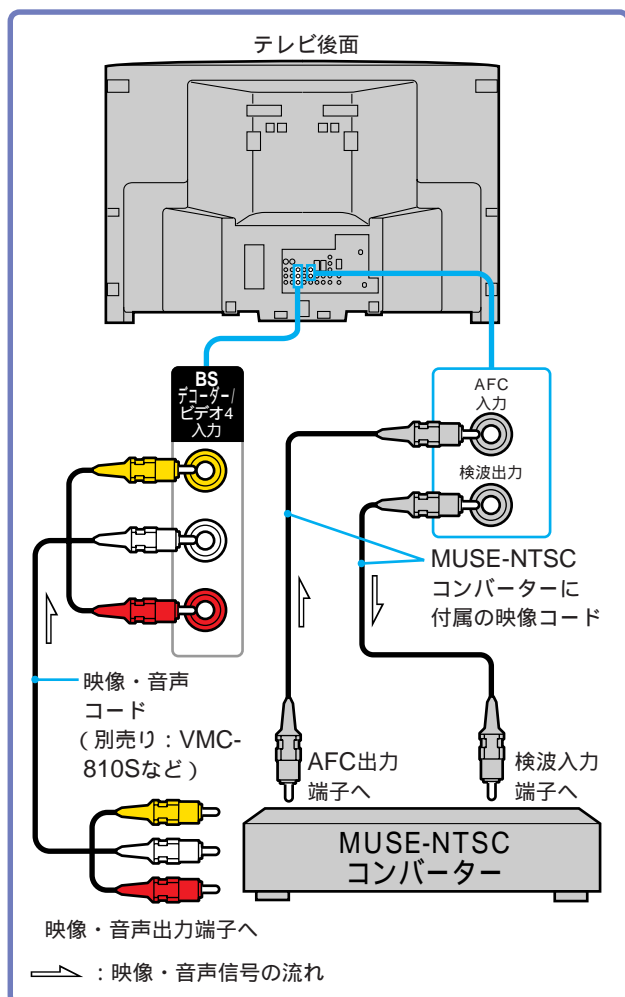 テレビ後面
BS
デコーダー/
ビデオ4
入力
AFC
入力
検波出力
MUSE-NTSC
コンバーターに
付属の映像コード
映像・音声
コード
(別売り:VMC-
810Sなど)
AFC出力
端子へ
検波入力
端子へ
MUSE-NTSC
コンバーター
映像・音声出力端子へ
:映像・音声信号の流れ